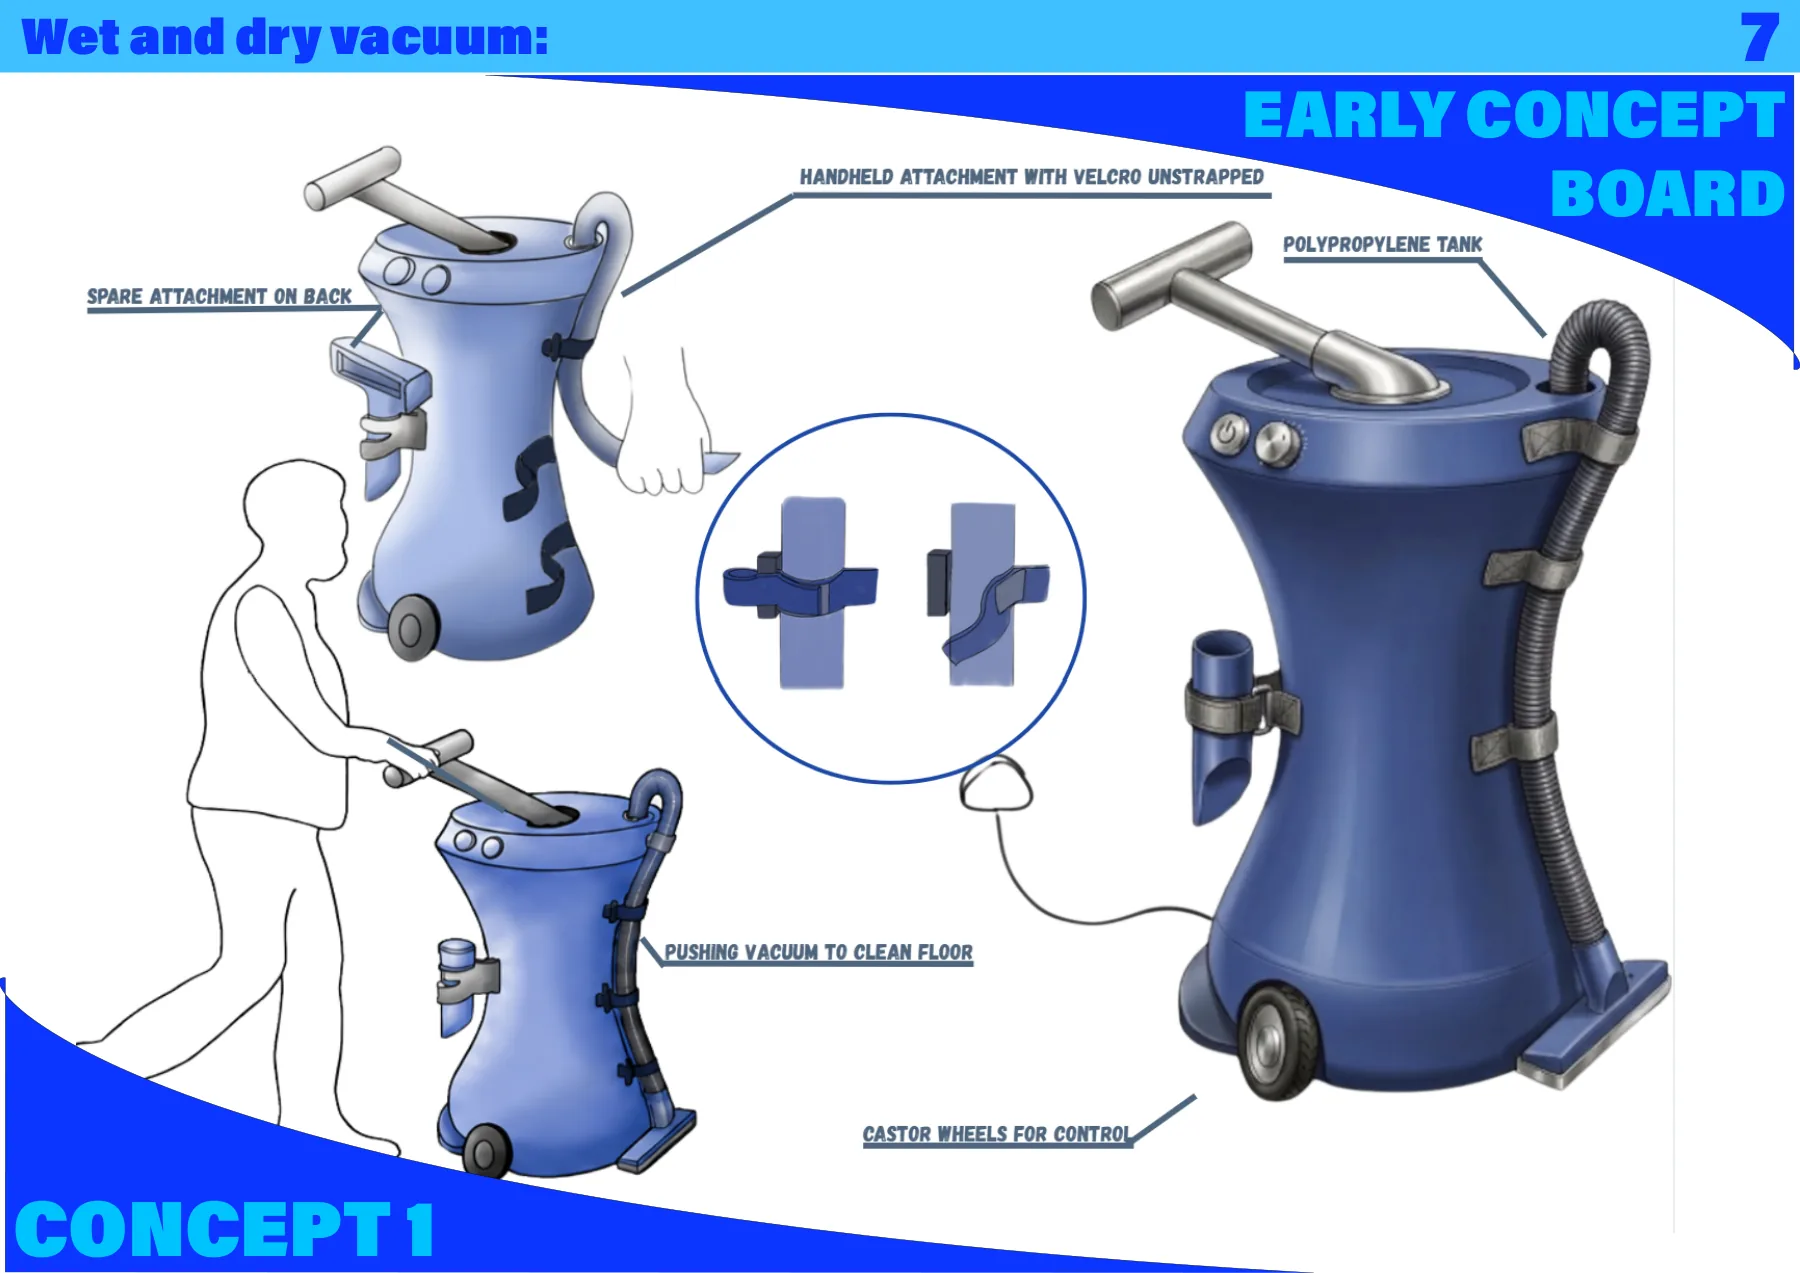 Wet and dry vacuum:
7
EARLY CONCEPT
BOARD
HANDHELD ATTACHMENT WITH VELCRO UNSTRAPPED
POLYPROPYLENE TANK
SPARE ATTACHMENT ON BACK
PUSHING VACUUM TO CLEAN FLOOR
CASTOR WHEELS FOR CONTROL
CONCEPT 1